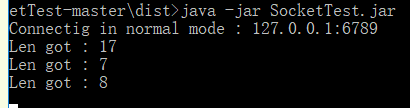 etTest-master\dist>java -jar SocketTest.jar
Connectig in normal mode : 127.0.0.1:6789
Len got : 17
Len got : 7
Len got : 8